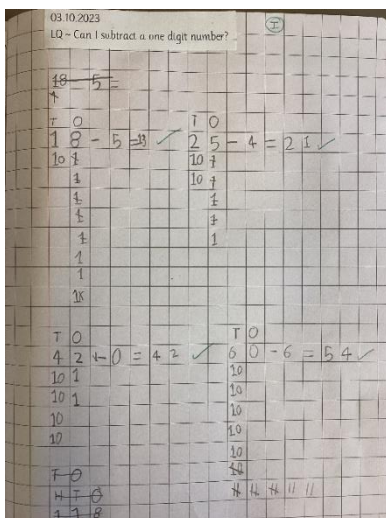 03.10.2023
I
LQ – Can I subtract a one digit number?
18 - 5 =
T O
18 - 5 = 13 ✓
10 1
1
1
1
1
1
1
1
T O
25 - 4 = 21 ✓
10 1
10 1
1
1
1
T O
42 - 0 = 42 ✓
10 1
10 1
10
10
T O
60 - 6 = 54 ✓
10
10
10
10
10
10
T O
H T O
1 1 8